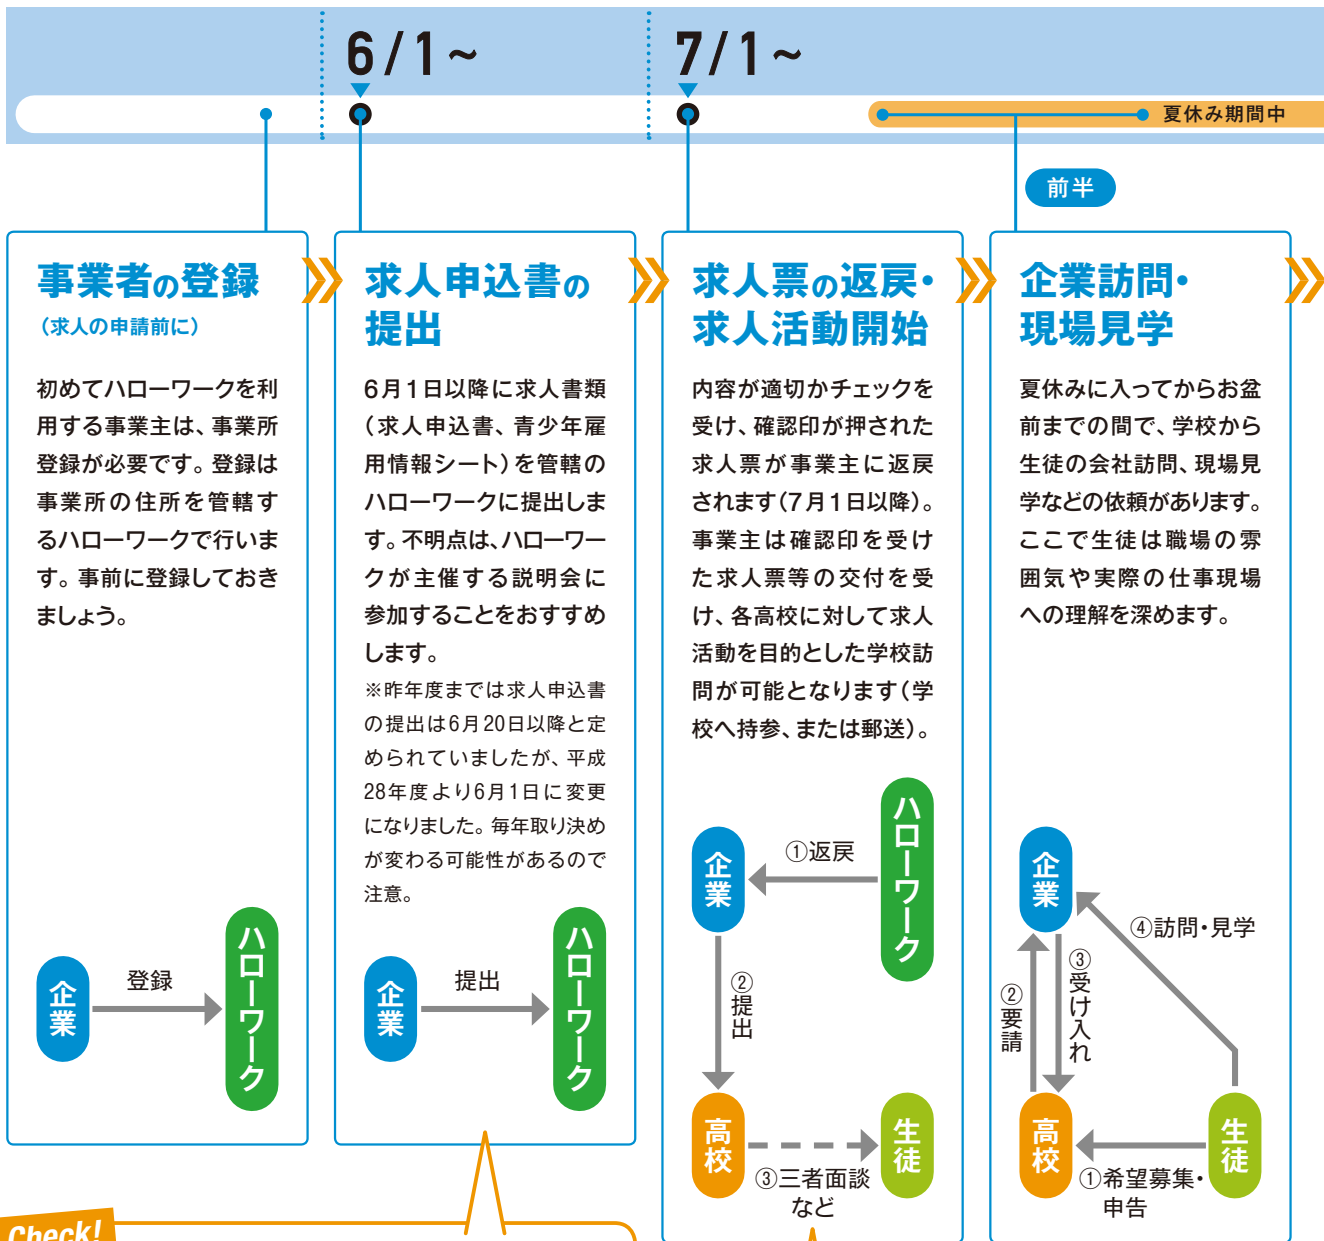 6/1~
7/1~
夏休み期間中
前半
事業者の登録
（求人の申請前に）
初めてハローワークを利
用する事業主は、事業所
登録が必要です。登録は
事業所の住所を管轄す
るハローワークで行いま
す。事前に登録しておき
ましょう。
企業
登録
ハローワーク
求人申込書の
提出
6月1日以降に求人書類
（求人申込書、青少年雇
用情報シート）を管轄の
ハローワークに提出しま
す。不明点は、ハローワー
クが主催する説明会に
参加することをおすすめ
します。
※昨年度までは求人申込書
の提出は6月20日以降と定
められていましたが、平成
28年度より6月1日に変更
になりました。毎年取り決め
が変わる可能性があるので
注意。
企業
提出
ハローワーク
求人票の返戻・
求人活動開始
内容が適切かチェックを
受け、確認印が押された
求人票が事業主に返戻
されます（7月1日以降）。
事業主は確認印を受け
た求人票等の交付を受
け、各高校に対して求人
活動を目的とした学校訪
問が可能となります（学
校へ持参、または郵送）。
企業
①返戻
ハローワーク
②提出
高校
生徒
③三者面談
など
企業訪問・
現場見学
夏休みに入ってからお盆
前までの間で、学校から
生徒の会社訪問、現場見
学などの依頼があります。
ここで生徒は職場の雰
囲気や実際の仕事現場
への理解を深めます。
企業
④訪問・見学
③受け入れ
②要請
高校
生徒
①希望募集・
申告
Check!